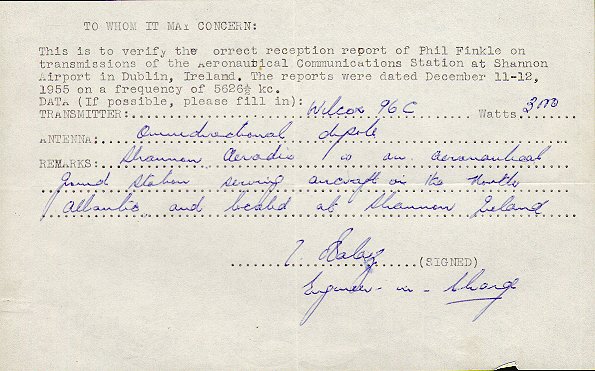 TO WHOM IT MAY CONCERN:
This is to verify the orrect reception report of Phil Finkle on
transmissions of the Aeronautical Communications Station at Shannon
Airport in Dublin, Ireland. The reports were dated December 11-12,
1955 on a frequency of 5626½ kc.
DATA (If possible, please fill in):
TRANSMITTER: Wilcox 96C Watts 300
ANTENNA: Omnidirectional dipole
REMARKS: Shannon Aeradio is an aeronautical
ground station serving aircraft on the North
Atlantic and located at Shannon Ireland
(SIGNED)
Engineer-in-Charge